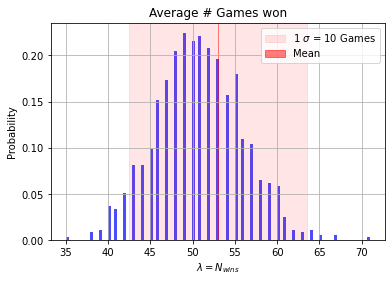 Average # Games won
1 σ = 10 Games
Mean
0.20
0.15
0.10
0.05
0.00
Probability
35 40 45 50 55 60 65 70
λ = N_wins